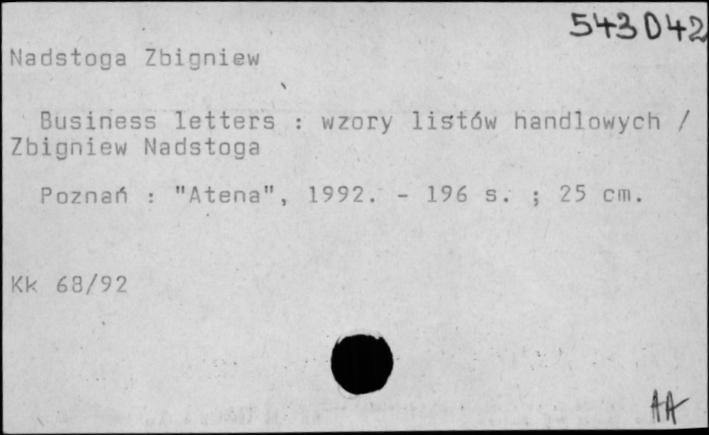 543042
Nadstoga Zbigniew
Business letters : wzory listów handlowych /
Zbigniew Nadstoga
Poznań : "Atena", 1992. - 196 s. ; 25 cm.
Kk 68/92
AA